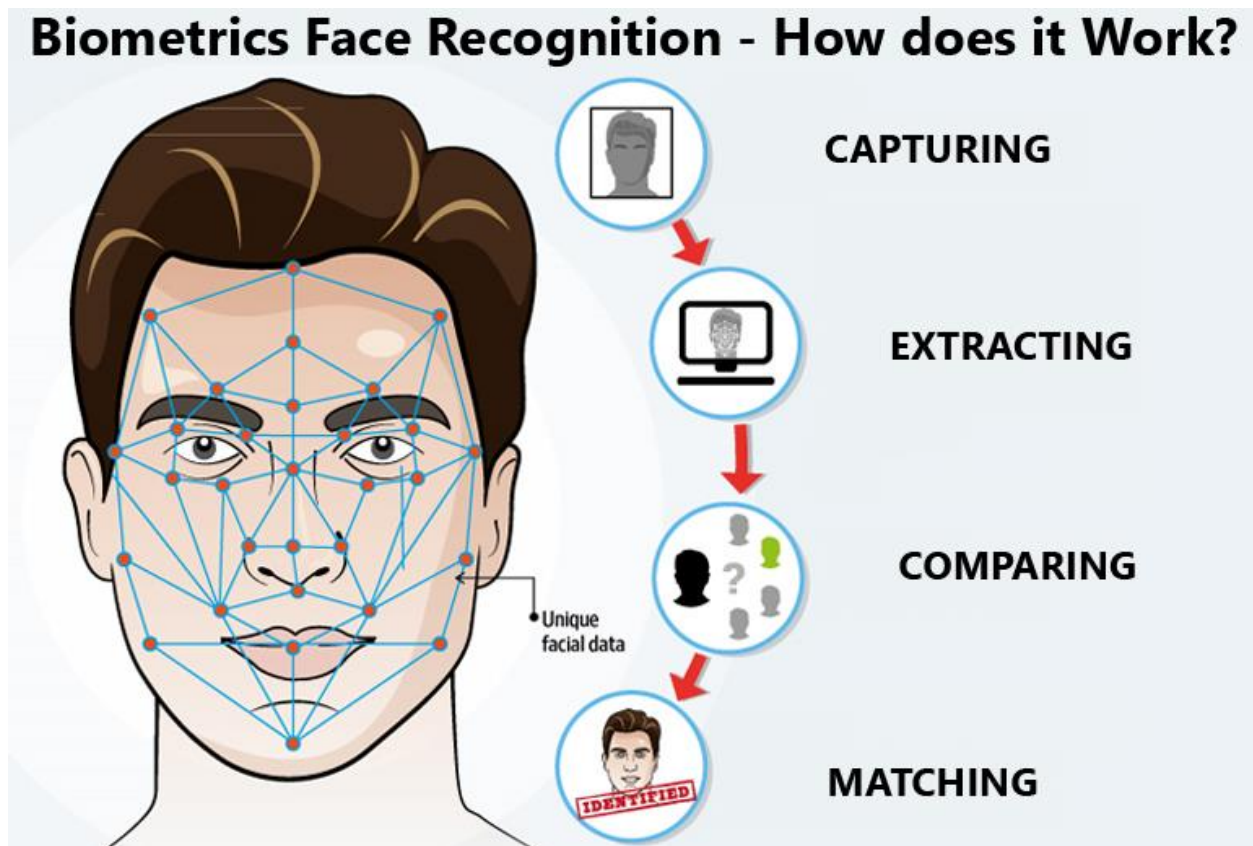 Biometrics Face Recognition - How does it Work?
CAPTURING
EXTRACTING
COMPARING
?
Unique
facial data
IDENTIFIED
MATCHING